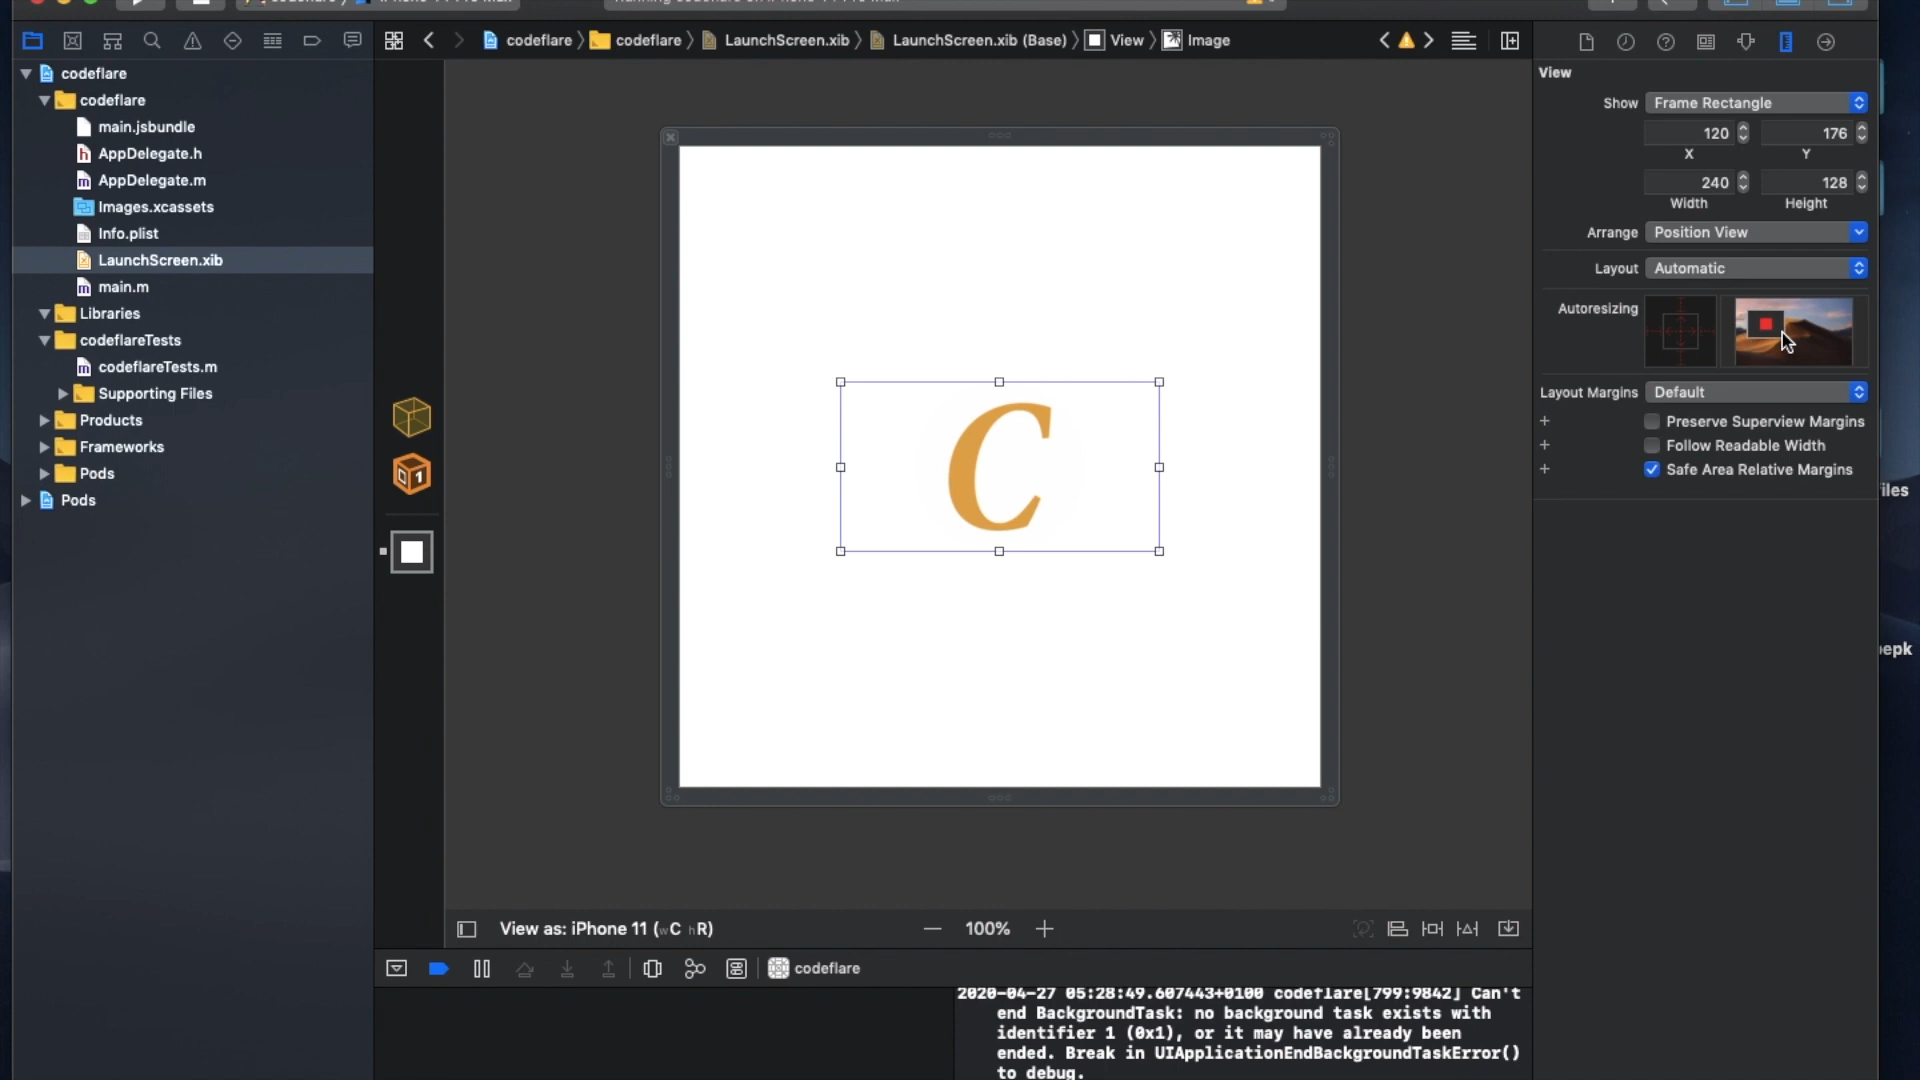 codeflare
codeflare
main.jsbundle
AppDelegate.h
AppDelegate.m
Images.xcassets
Info.plist
LaunchScreen.xib
main.m
Libraries
codeflareTests
codeflareTests.m
Supporting Files
Products
Frameworks
Pods
Pods
codeflare
codeflare
LaunchScreen.xib
LaunchScreen.xib (Base)
View
Image
C
View
Show
Frame Rectangle
120
176
X
Y
240
128
Width
Height
Arrange
Position View
Layout
Automatic
Autoresizing
Layout Margins
Default
Preserve Superview Margins
Follow Readable Width
Safe Area Relative Margins
View as: iPhone 11 (wC hR)
100%
codeflare
2020-04-27 05:28:49.607443+0100 codeflare[799:9842] Can't
end BackgroundTask: no background task exists with
identifier 1 (0x1), or it may have already been
ended. Break in UIApplicationEndBackgroundTaskError()
to debug.